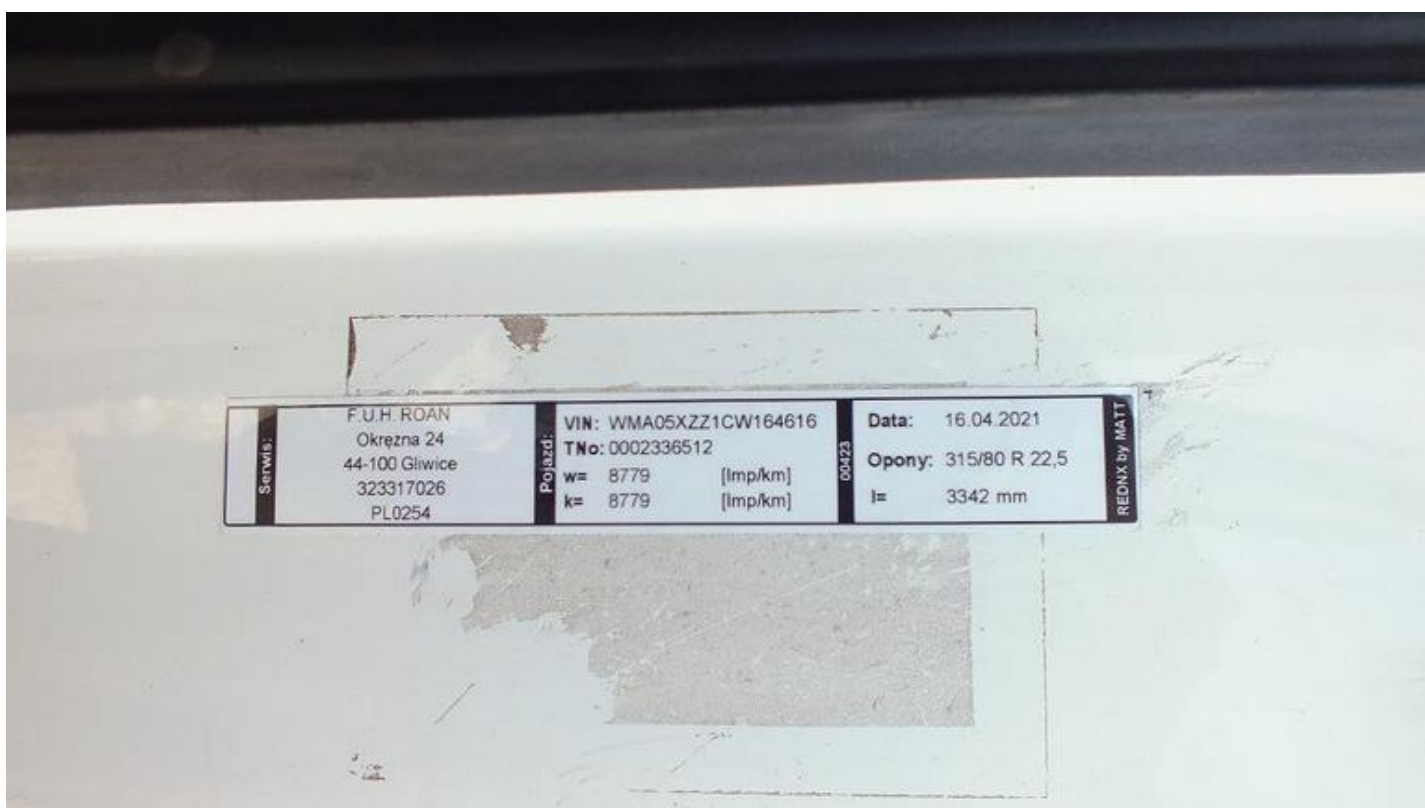 Serwis:
F.U.H. ROAN
Okrężna 24
44-100 Gliwice
323317026
PL0254
Pojazd:
VIN: WMA05XZZ1CW164616
TNo: 0002336512
w= 8779 [Imp/km]
k= 8779 [Imp/km]
00423
Data: 16.04.2021
Opony: 315/80 R 22,5
l= 3342 mm
REDNX by MATT